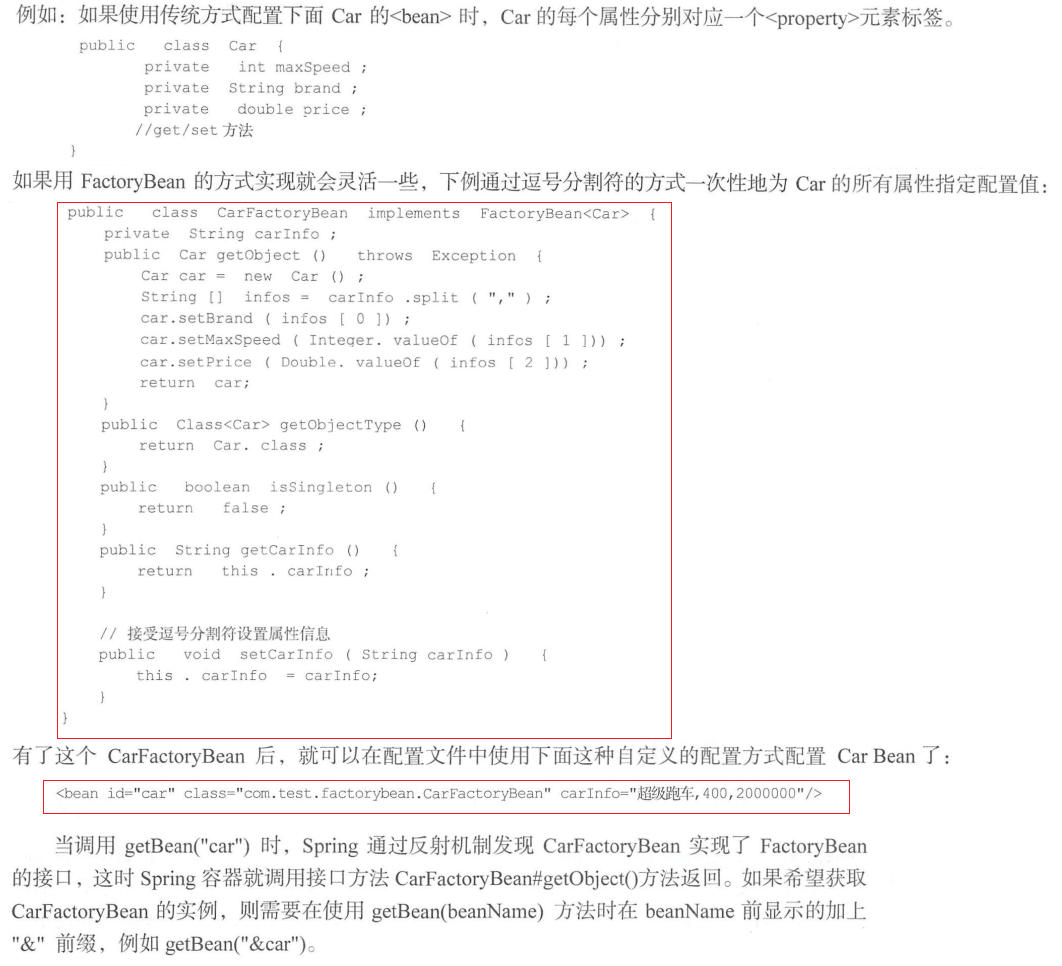 例如：如果使用传统方式配置下面 Car 的<bean> 时，Car 的每个属性分别对应一个<property>元素标签。
public class Car {
private int maxSpeed ;
private String brand ;
private double price ;
//get/set 方法
}
如果用 FactoryBean 的方式实现就会灵活一些，下例通过逗号分割符的方式一次性地为 Car 的所有属性指定配置值：
public class CarFactoryBean implements FactoryBean<Car> {
private String carInfo ;
public Car getObject () throws Exception {
Car car = new Car () ;
String [] infos = carInfo .split ( "," ) ;
car.setBrand ( infos [ 0 ]) ;
car.setMaxSpeed ( Integer. valueOf ( infos [ 1 ])) ;
car.setPrice ( Double. valueOf ( infos [ 2 ])) ;
return car;
}
public Class<Car> getObjectType () {
return Car. class ;
}
public boolean isSingleton () {
return false ;
}
public String getCarInfo () {
return this . carInfo ;
}
// 接受逗号分割符设置属性信息
public void setCarInfo ( String carInfo ) {
this . carInfo = carInfo;
}
}
有了这个 CarFactoryBean 后，就可以在配置文件中使用下面这种自定义的配置方式配置 Car Bean 了：
<bean id="car" class="com.test.factorybean.CarFactoryBean" carInfo="超级跑车,400,2000000"/>
当调用 getBean("car") 时，Spring 通过反射机制发现 CarFactoryBean 实现了 FactoryBean
的接口，这时 Spring 容器就调用接口方法 CarFactoryBean#getObject()方法返回。如果希望获取
CarFactoryBean 的实例，则需要在使用 getBean(beanName) 方法时在 beanName 前显示的加上
"&" 前缀，例如 getBean("&car")。